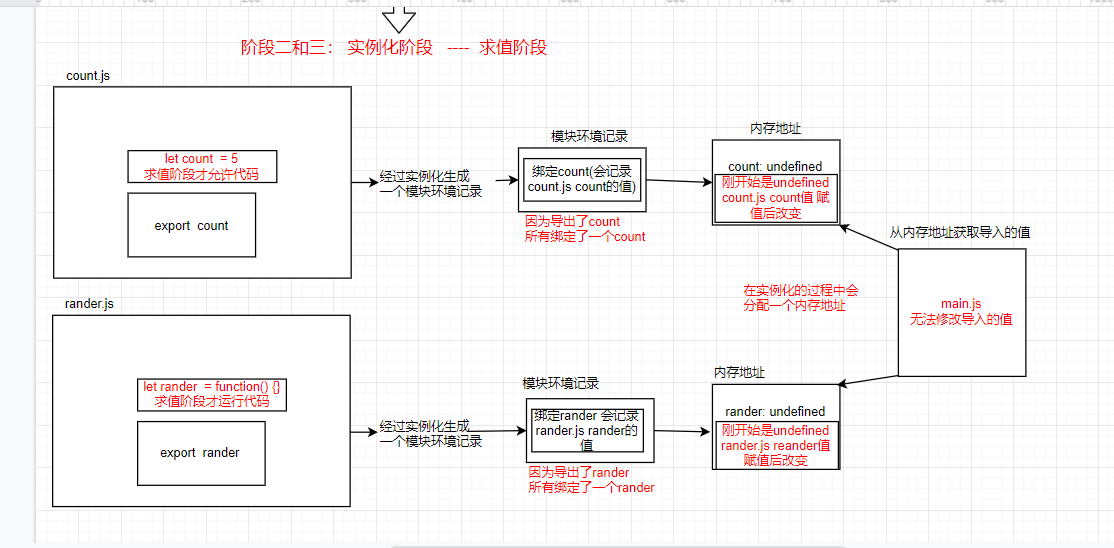 阶段二和三： 实例化阶段 ---- 求值阶段
count.js
let count = 5
求值阶段才允许代码
export count
经过实例化生成
一个模块环境记录
模块环境记录
绑定count(会记录
count.js count的值)
因为导出了count
所有绑定了一个count
内存地址
count: undefined
刚开始是undefined
count.js count值 赋
值后改变
从内存地址获取导入的值
main.js
无法修改导入的值
在实例化的过程中会
分配一个内存地址
rander.js
let rander = function() {}
求值阶段才运行代码
export rander
经过实例化生成
一个模块环境记录
模块环境记录
绑定rander 会记录
rander.js rander的
值
因为导出了rander
所有绑定了一个rander
内存地址
rander: undefined
刚开始是undefined
rander.js reander值
赋值后改变